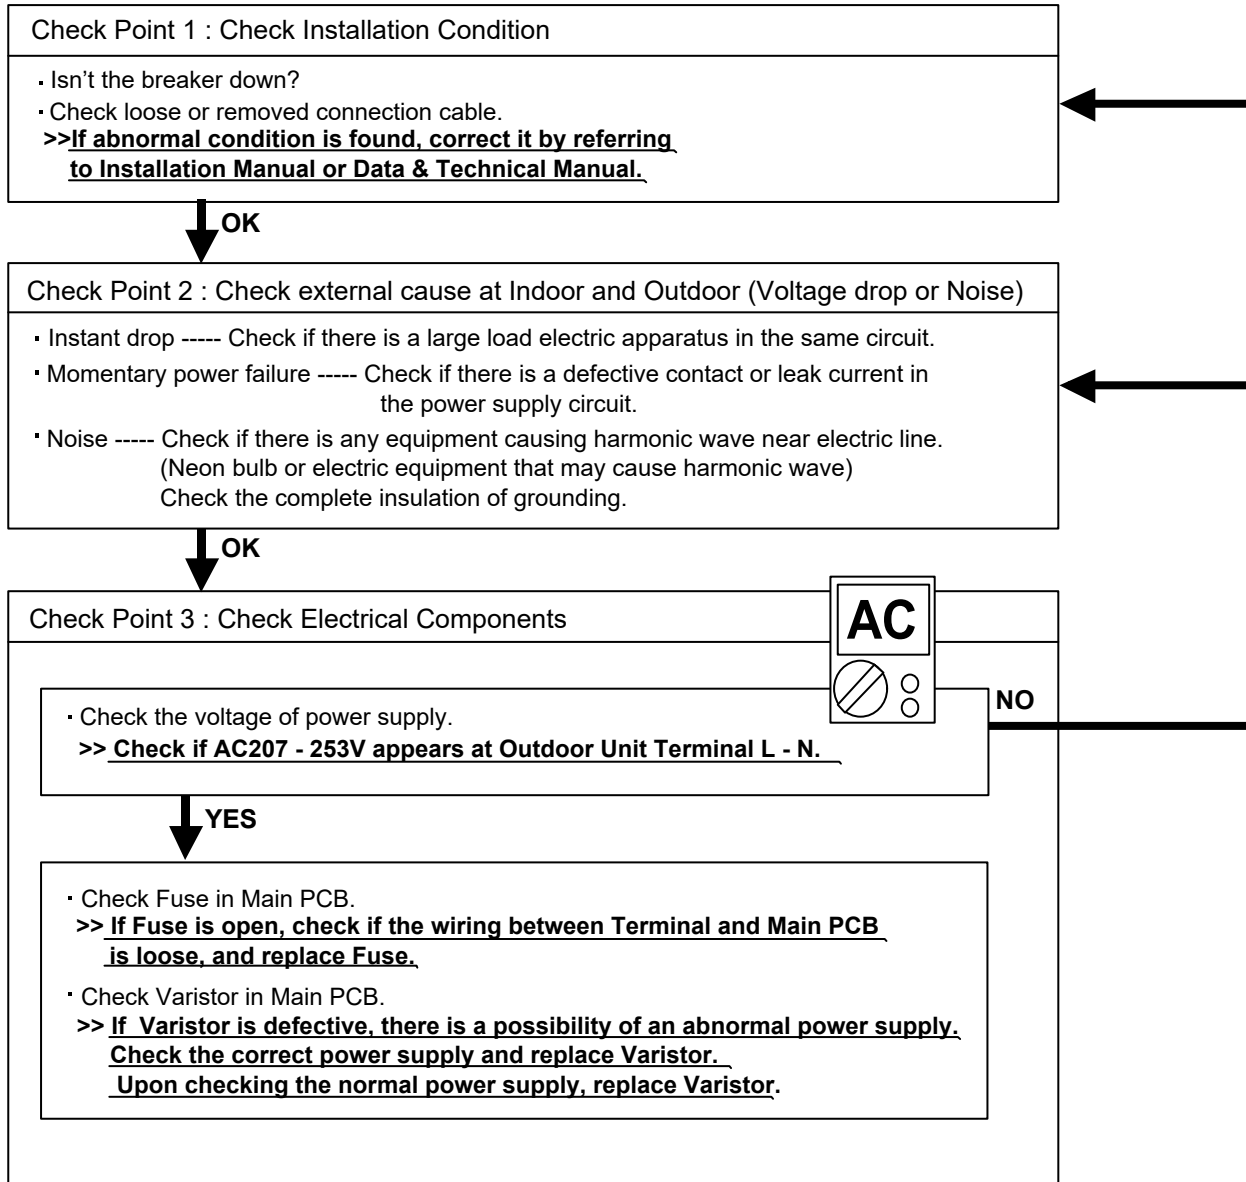 Check Point 1 : Check Installation Condition
· Isn't the breaker down?
· Check loose or removed connection cable.
>>If abnormal condition is found, correct it by referring
to Installation Manual or Data & Technical Manual.
OK
Check Point 2 : Check external cause at Indoor and Outdoor (Voltage drop or Noise)
· Instant drop ----- Check if there is a large load electric apparatus in the same circuit.
· Momentary power failure ----- Check if there is a defective contact or leak current in
the power supply circuit.
· Noise ----- Check if there is any equipment causing harmonic wave near electric line.
(Neon bulb or electric equipment that may cause harmonic wave)
Check the complete insulation of grounding.
OK
Check Point 3 : Check Electrical Components
AC
· Check the voltage of power supply.
>> Check if AC207 - 253V appears at Outdoor Unit Terminal L - N.
NO
YES
· Check Fuse in Main PCB.
>> If Fuse is open, check if the wiring between Terminal and Main PCB
is loose, and replace Fuse.
· Check Varistor in Main PCB.
>> If Varistor is defective, there is a possibility of an abnormal power supply.
Check the correct power supply and replace Varistor.
Upon checking the normal power supply, replace Varistor.